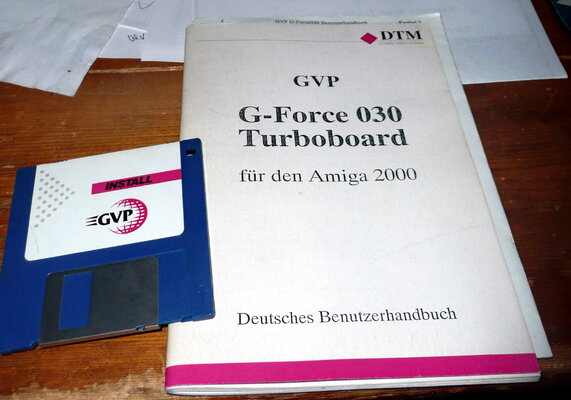 GVP G-Force030 Benutzerhandbuch
DTM
GVP
G-Force 030
Turboboard
für den Amiga 2000
Deutsches Benutzerhandbuch
INSTALL
GVP